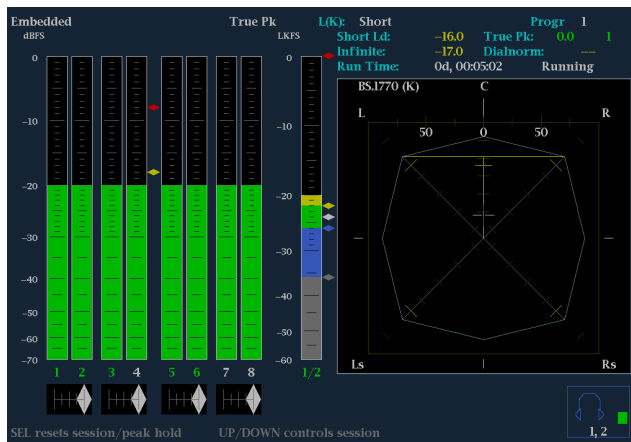 Embedded True Pk L(K): Short Progr 1
dBFS LKFS Short Ld: -16.0 True Pk: 0.0 1
Infinite: -17.0 Dialnorm: --
Run Time: 0d, 00:05:02 Running
0 0 BS.1770 (K) C
L R
-10 -10 50 0 50
-20 -20
-30 -30
-40 -40
-50 -50
-60
-70 -60 Ls Rs
1 2 3 4 5 6 7 8 1/2
1, 2
SEL resets session/peak hold UP/DOWN controls session